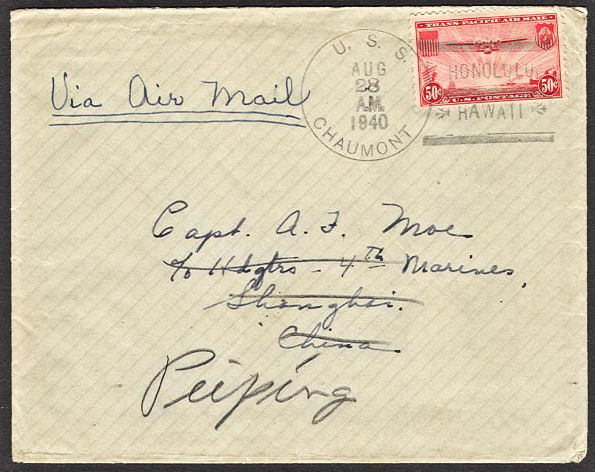 TRANS-PACIFIC AIR MAIL
50¢ U.S. POSTAGE 50¢
U. S. S.
AUG
28
A.M.
1940
CHAUMONT
HONOLULU,
HAWAII
Via Air Mail
Capt. A. F. Moe
c/o Hdqtrs - 4th Marines,
Shanghai.
China
Peiping